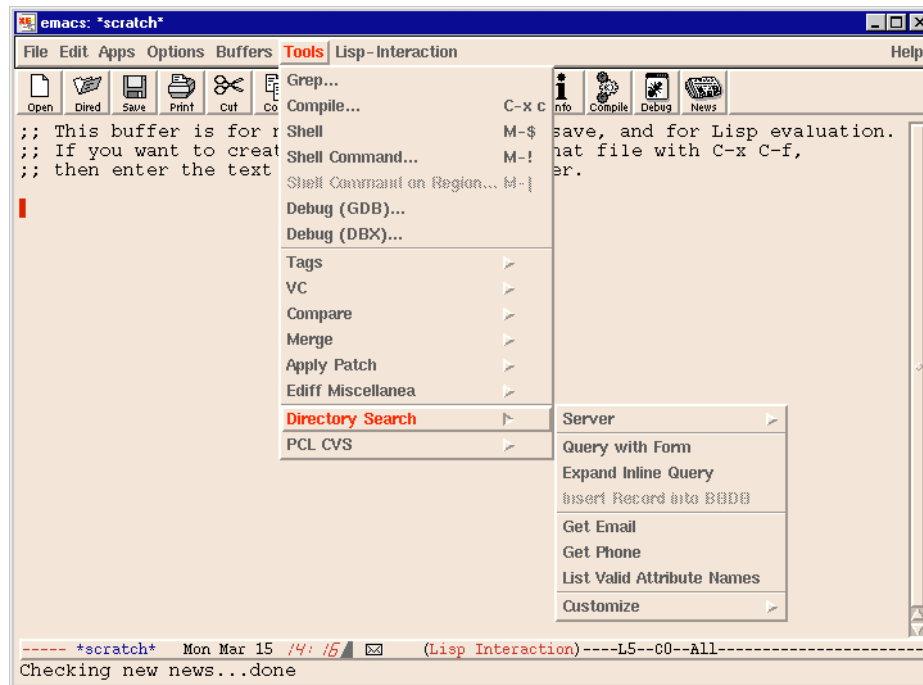 emacs: *scratch*
File Edit Apps Options Buffers Tools Lisp-Interaction Help
Open Dired Save Print Cut Compile Debug News
;; This buffer is for save, and for Lisp evaluation.
;; If you want to file with C-x C-f,
;; then enter the text
Grep...
Compile... C-x c
Shell M-$
Shell Command... M-!
Shell Command on Region... M-|
Debug (GDB)...
Debug (DBX)...
Tags
VC
Compare
Merge
Apply Patch
Ediff Miscellanea
Directory Search
PCL CVS
Server
Query with Form
Expand Inline Query
Insert Record into BBDB
Get Email
Get Phone
List Valid Attribute Names
Customize
----- *scratch* Mon Mar 15 14:16 (Lisp Interaction)----L5--C0--All-----------------------
Checking new news...done